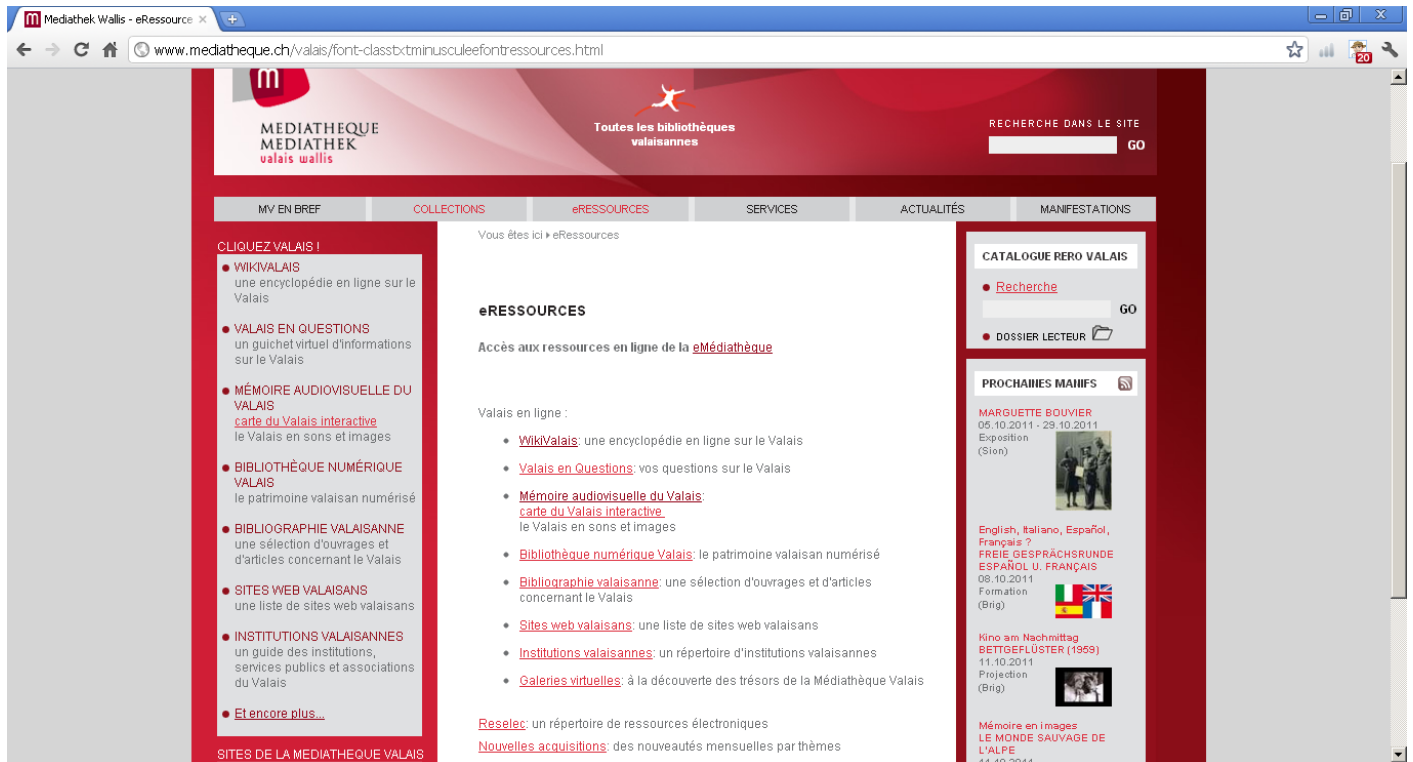 Mediathek Wallis - eRessource
www.mediatheque.ch/valais/font-classtxtminusculeefontressources.html
20
m
MEDIATHEQUE
MEDIATHEK
valais wallis
Toutes les bibliothèques
valaisannes
RECHERCHE DANS LE SITE
GO
MV EN BREF
COLLECTIONS
eRESSOURCES
SERVICES
ACTUALITÉS
MANIFESTATIONS
CLIQUEZ VALAIS !
WIKIVALAIS
une encyclopédie en ligne sur le
Valais
VALAIS EN QUESTIONS
un guichet virtuel d'informations
sur le Valais
MÉMOIRE AUDIOVISUELLE DU
VALAIS
carte du Valais interactive
le Valais en sons et images
BIBLIOTHÈQUE NUMÉRIQUE
VALAIS
le patrimoine valaisan numérisé
BIBLIOGRAPHIE VALAISANNE
une sélection d'ouvrages et
d'articles concernant le Valais
SITES WEB VALAISANS
une liste de sites web valaisans
INSTITUTIONS VALAISANNES
un guide des institutions,
services publics et associations
du Valais
Et encore plus...
SITES DE LA MEDIATHEQUE VALAIS
Vous êtes ici eRessources
eRESSOURCES
Accès aux ressources en ligne de la eMédiathèque
Valais en ligne :
WikiValais: une encyclopédie en ligne sur le Valais
Valais en Questions: vos questions sur le Valais
Mémoire audiovisuelle du Valais:
carte du Valais interactive
le Valais en sons et images
Bibliothèque numérique Valais: le patrimoine valaisan numérisé
Bibliographie valaisanne: une sélection d'ouvrages et d'articles
concernant le Valais
Sites web valaisans: une liste de sites web valaisans
Institutions valaisannes: un répertoire d'institutions valaisannes
Galeries virtuelles: à la découverte des trésors de la Médiathèque Valais
Reselec: un répertoire de ressources électroniques
Nouvelles acquisitions: des nouveautés mensuelles par thèmes
CATALOGUE RERO VALAIS
Recherche
GO
DOSSIER LECTEUR
PROCHAINES MANIFS
MARGUETTE BOUVIER
05.10.2011 - 29.10.2011
Exposition
(Sion)
English, Italiano, Español,
Français ?
FREIE GESPRÄCHSRUNDE
ESPAÑOL U. FRANÇAIS
08.10.2011
Formation
(Brig)
Kino am Nachmittag
BETTGEFLÜSTER (1959)
11.10.2011
Projection
(Brig)
Mémoire en images
LE MONDE SAUVAGE DE
L'ALPE
11.10.2011